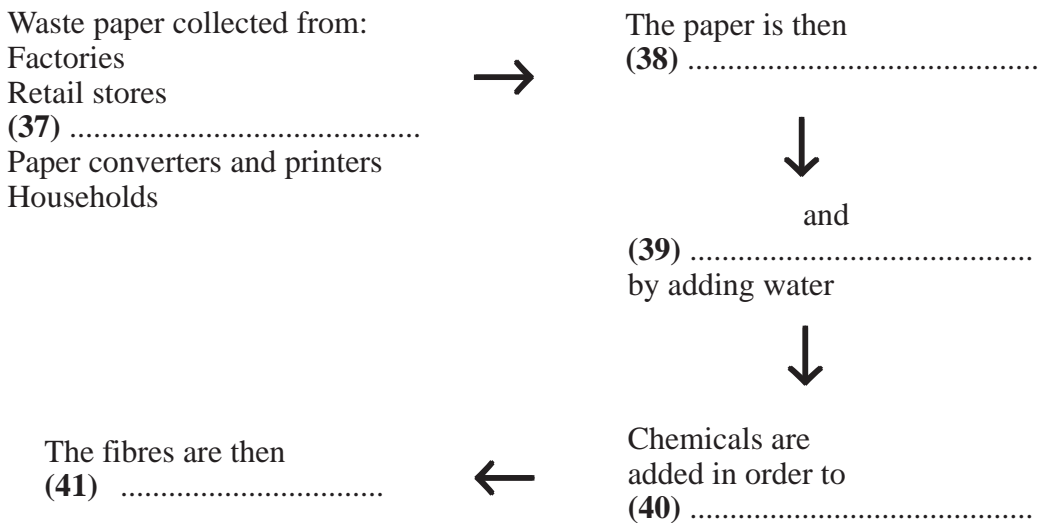 Waste paper collected from:
Factories
Retail stores
(37) ............................................
Paper converters and printers
Households
The paper is then
(38) ............................................
and
(39) ...........................................
by adding water
Chemicals are
added in order to
(40) ...........................................
The fibres are then
(41) .................................